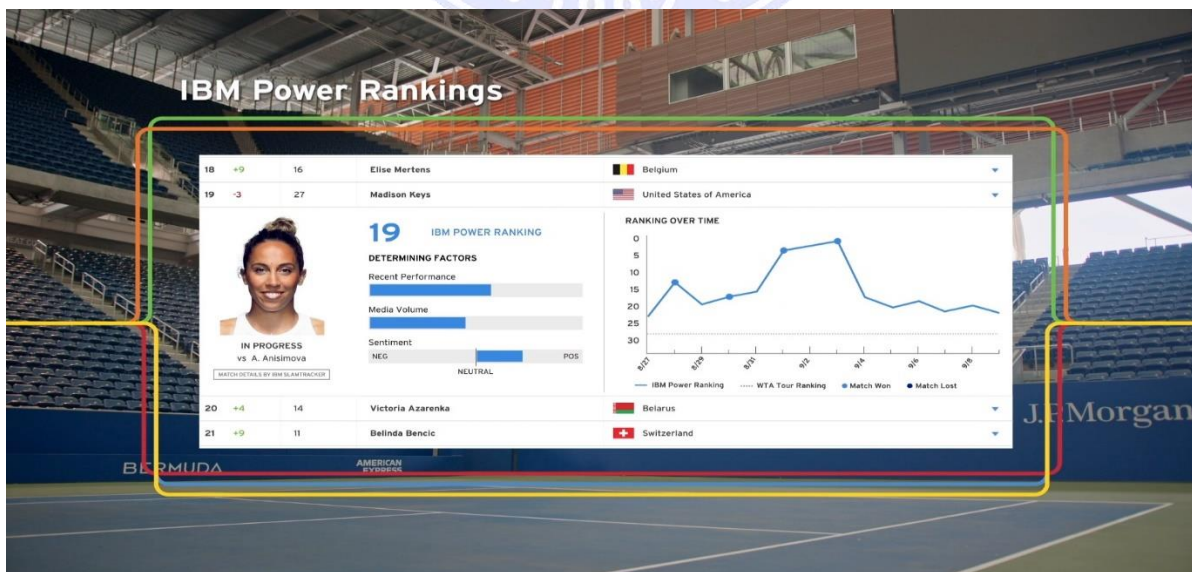 IBM Power Rankings
18 +9 16 Elise Mertens Belgium
19 -3 27 Madison Keys United States of America
19 IBM POWER RANKING
DETERMINING FACTORS
Recent Performance
Media Volume
Sentiment
NEG POS
NEUTRAL
IN PROGRESS
vs A. Anisimova
MATCH DETAILS BY IBM SLAMTRACKER
RANKING OVER TIME
0
5
10
15
20
25
30
8/27 8/29 8/31 9/2 9/4 9/6 9/8
IBM Power Ranking WTA Tour Ranking Match Won Match Lost
20 +4 14 Victoria Azarenka Belarus
21 +9 11 Belinda Bencic Switzerland
J.P.Morgan
BERMUDA
AMERICAN
EXPRESS